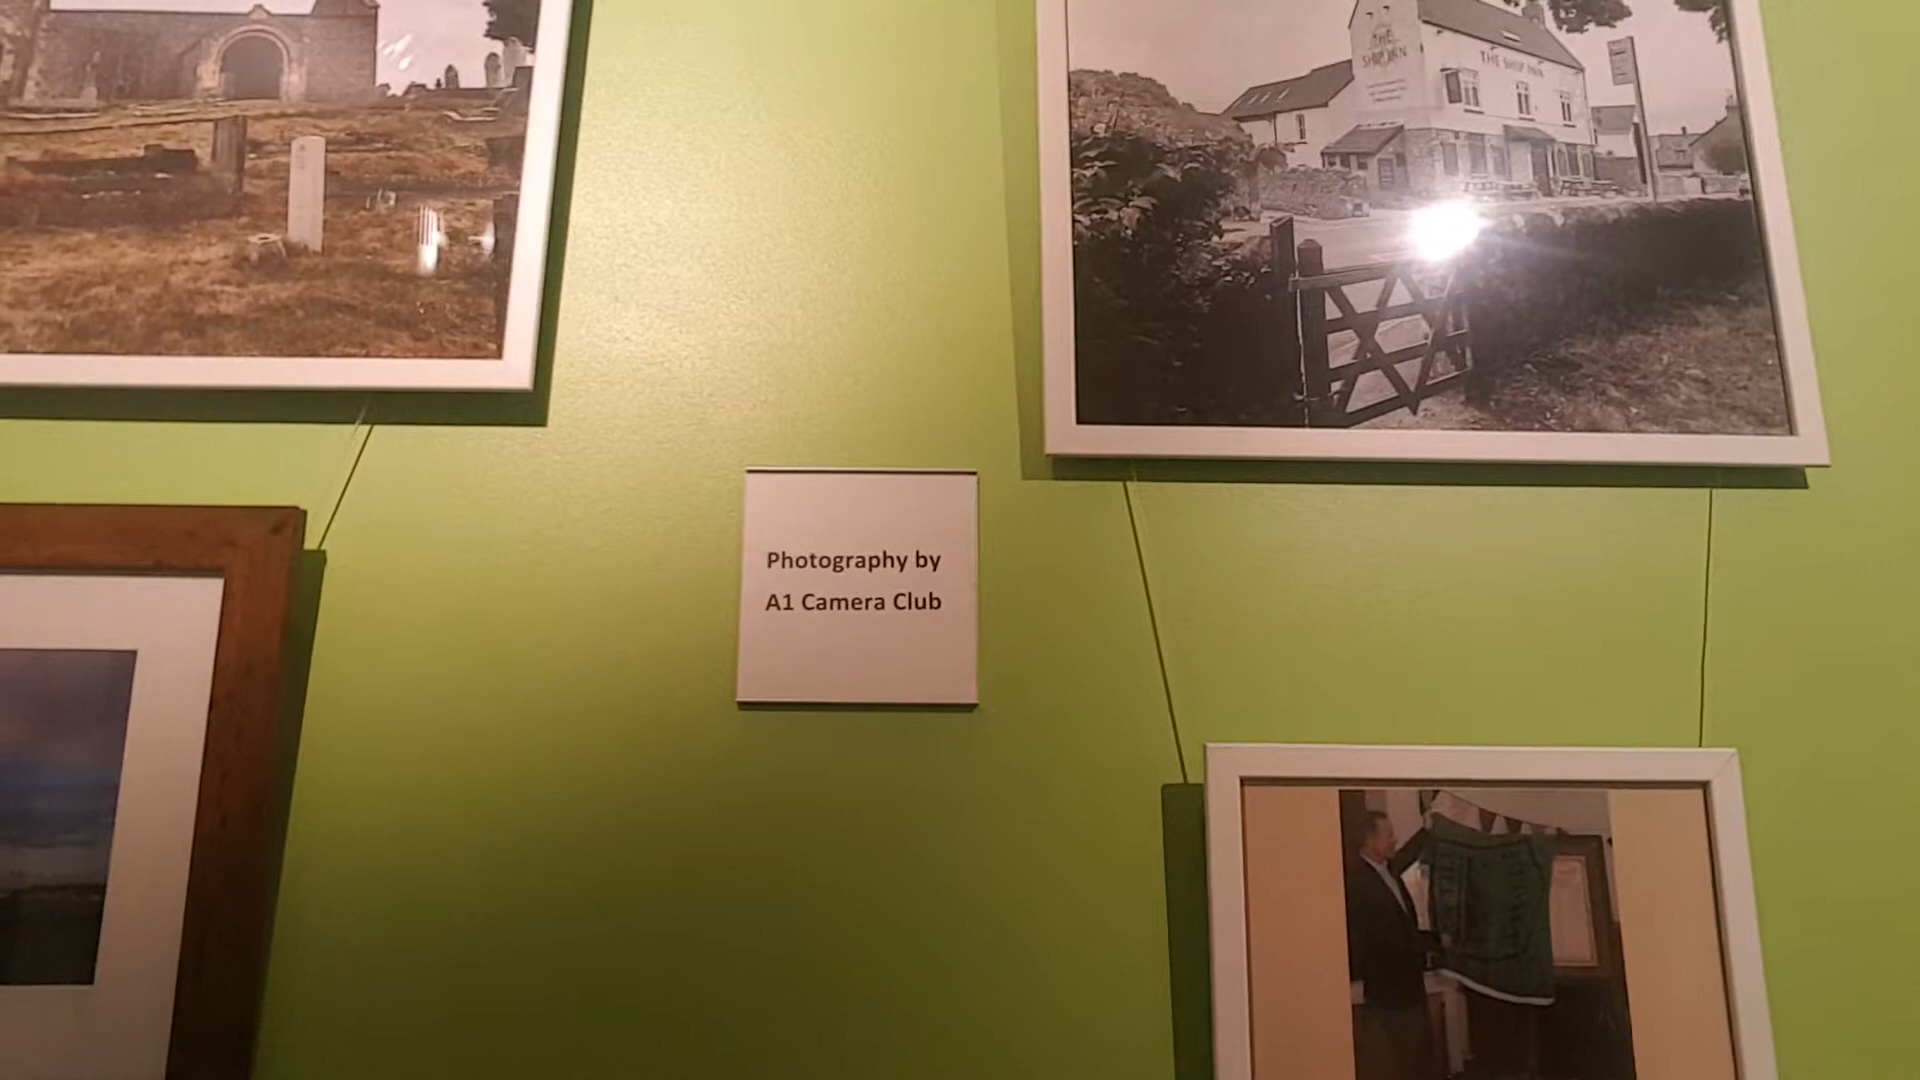 THE
SHIP INN
THE SHIP INN
Photography by
A1 Camera Club